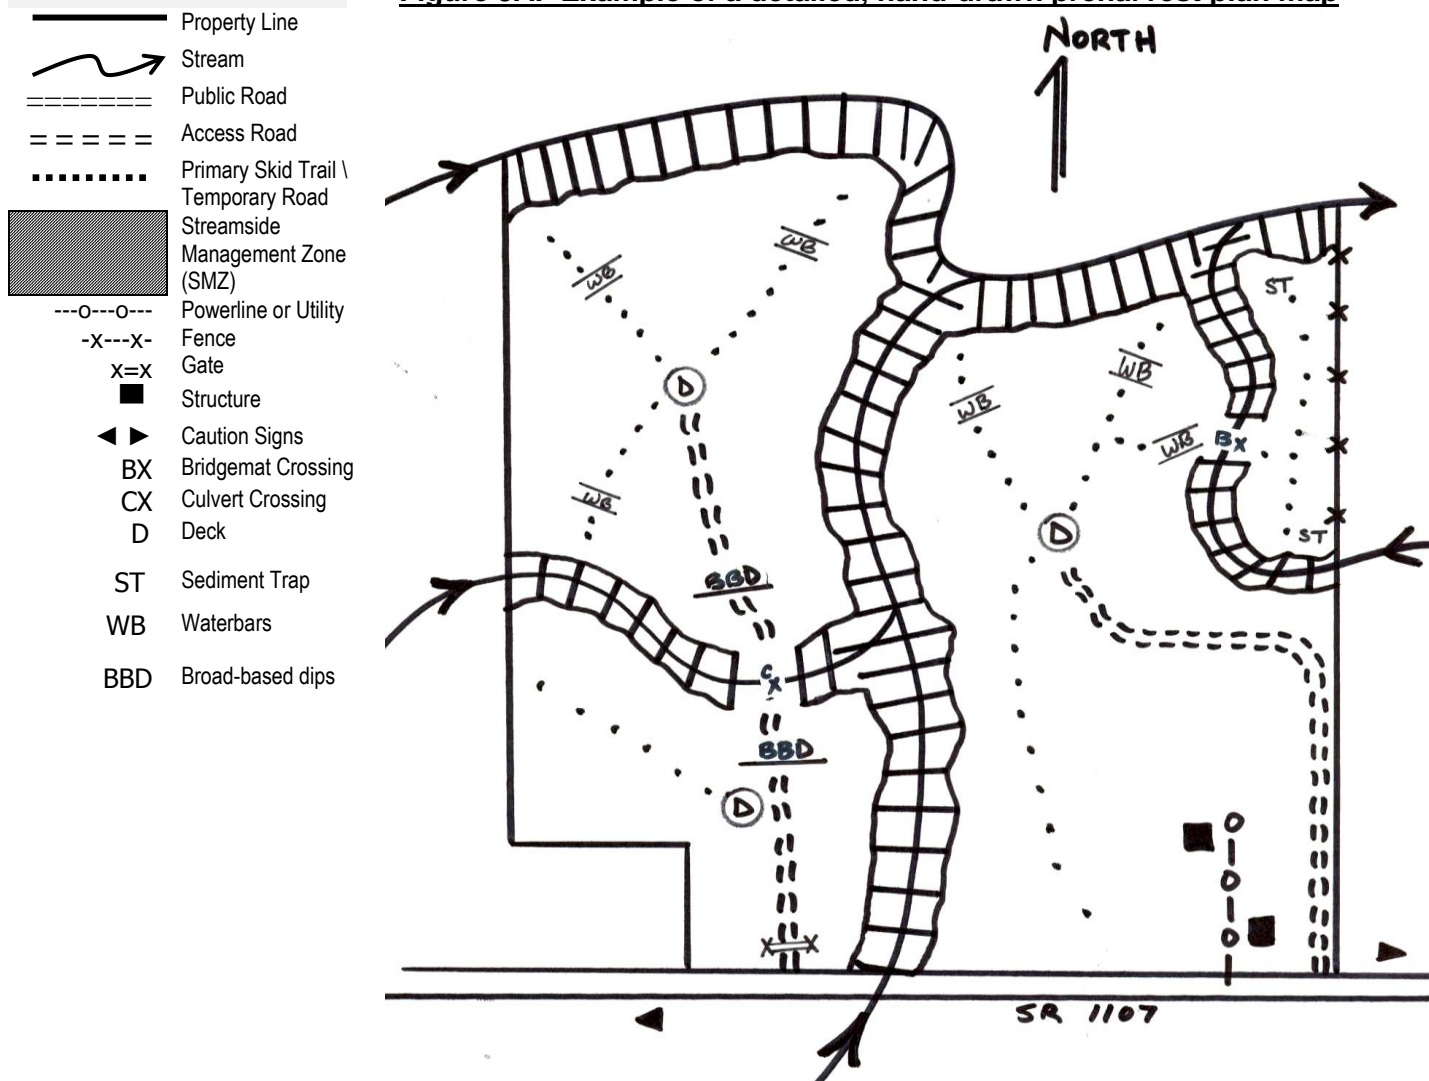 Property Line
Stream
Public Road
Access Road
Primary Skid Trail \
Temporary Road
Streamside
Management Zone
(SMZ)
---o---o--- Powerline or Utility
-x---x- Fence
x=x Gate
Structure
Caution Signs
BX Bridgemat Crossing
CX Culvert Crossing
D Deck
ST Sediment Trap
WB Waterbars
BBD Broad-based dips
NORTH
WB
WB
ST
D
WB
WB
WB
BX
WB
D
ST
BBD
CX
BBD
D
SR 1107